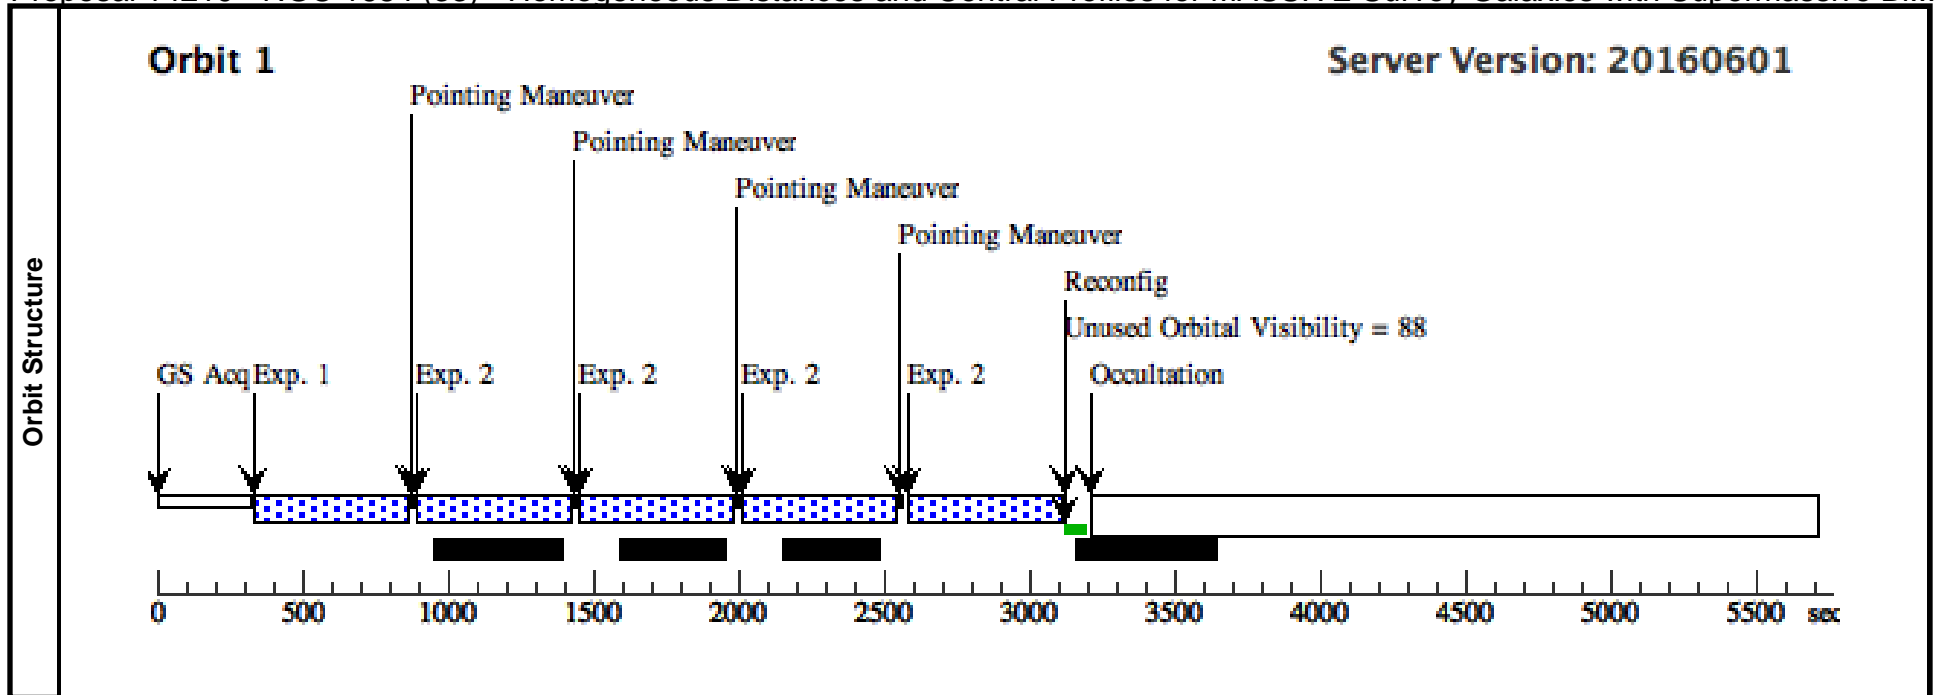 Orbit 1
Server Version: 20160601
Pointing Maneuver
Pointing Maneuver
Pointing Maneuver
Pointing Maneuver
Reconfig
Unused Orbital Visibility = 88
GS Acq Exp. 1 Exp. 2 Exp. 2 Exp. 2 Exp. 2 Occultation
Orbit Structure
0 500 1000 1500 2000 2500 3000 3500 4000 4500 5000 5500 sec